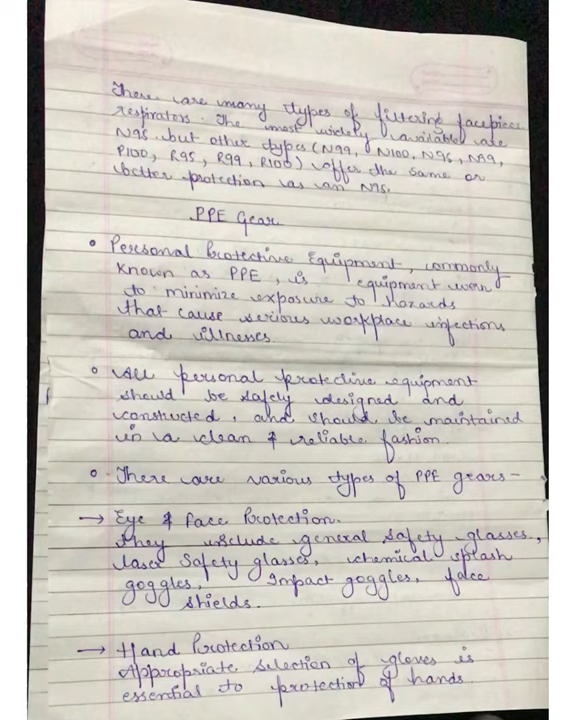 There are many types of filtering facepiece
respirators. The most widely available are
N95 but other types (N99, N100, N95, N99,
P100, R95, R99, R100) offer the same or
better protection as an N95.
PPE Gear
• Personal Protective Equipment, commonly
known as PPE, is equipment worn
to minimize exposure to hazards
that cause serious workplace infections
and illnesses.
• All personal protective equipment
should be safely designed and
constructed, and should be maintained
in a clean & reliable fashion.
• There are various types of PPE gears -
→ Eye & Face Protection.
They include general safety glasses,
laser safety glasses, chemical splash
goggles, Impact goggles, face
shields.
→ Hand Protection
Appropriate selection of gloves is
essential to protection of hands